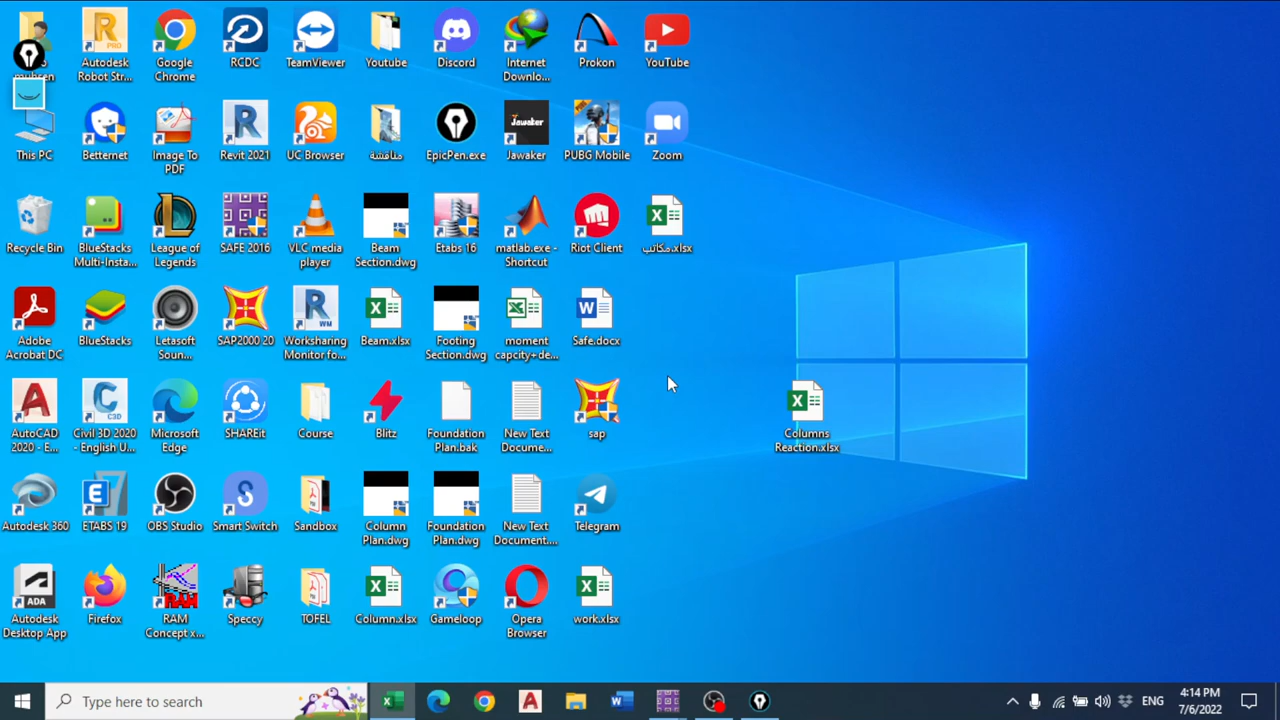 muhsen
Autodesk
Robot Str...
Google
Chrome
RCDC
TeamViewer
Youtube
Discord
Internet
Downlo...
Prokon
YouTube
This PC
Betternet
Image To
PDF
Revit 2021
UC Browser
مناقشة
EpicPen.exe
Jawaker
Jawaker
PUBG Mobile
Zoom
Recycle Bin
BlueStacks
Multi-Insta...
League of
Legends
SAFE 2016
VLC media
player
Beam
Section.dwg
Etabs 16
matlab.exe -
Shortcut
Riot Client
مكاتب.xlsx
Adobe
Acrobat DC
BlueStacks
Letasoft
Soun...
SAP2000 20
Worksharing
Monitor fo...
Beam.xlsx
Footing
Section.dwg
moment
capcity+de...
Safe.docx
AutoCAD
2020 - E...
Civil 3D 2020
- English U...
Microsoft
Edge
SHAREit
Course
Blitz
Foundation
Plan.bak
New Text
Docume...
sap
Columns
Reaction.xlsx
Autodesk 360
ETABS 19
OBS Studio
Smart Switch
Sandbox
Column
Plan.dwg
Foundation
Plan.dwg
New Text
Document....
Telegram
Autodesk
Desktop App
Firefox
RAM
Concept x...
Speccy
TOFEL
Column.xlsx
Gameloop
Opera
Browser
work.xlsx
Type here to search
ENG
4:14 PM
7/6/2022